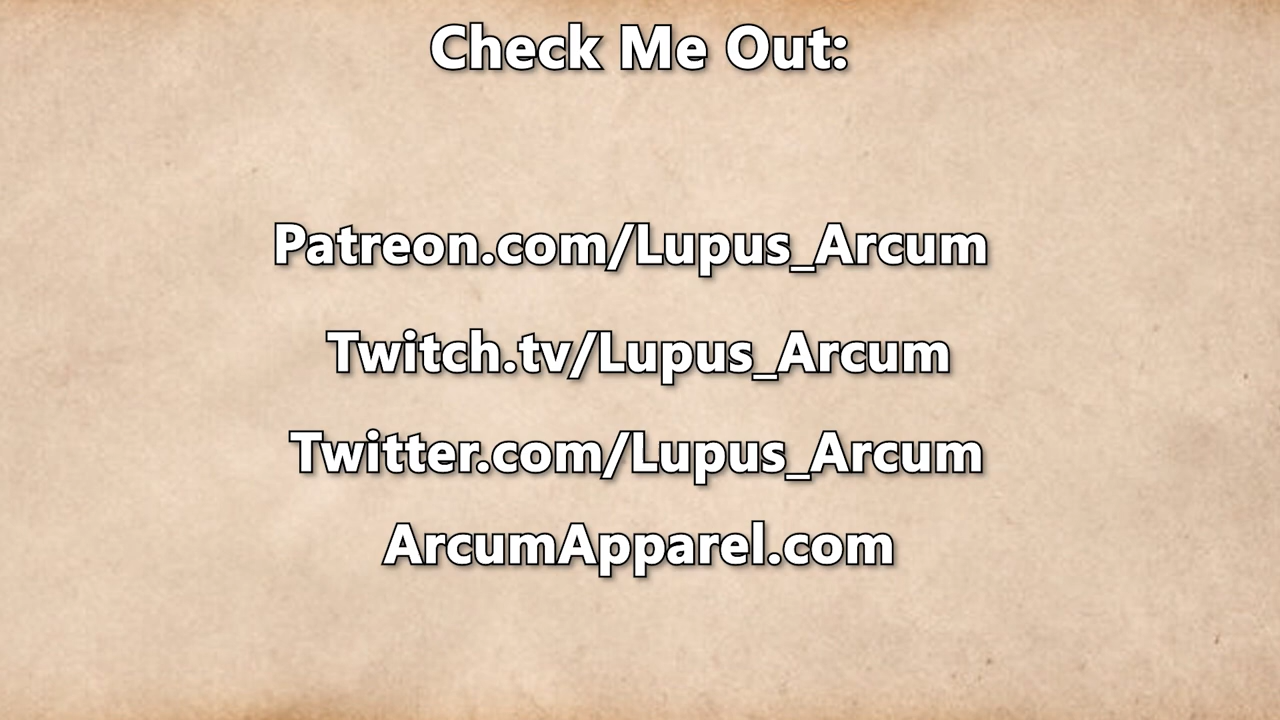 Check Me Out:
Patreon.com/Lupus_Arcum
Twitch.tv/Lupus_Arcum
Twitter.com/Lupus_Arcum
ArcumApparel.com